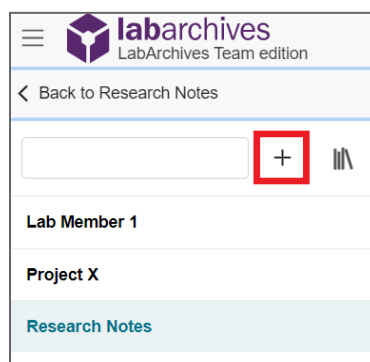 labarchives
LabArchives Team edition
Back to Research Notes
Lab Member 1
Project X
Research Notes